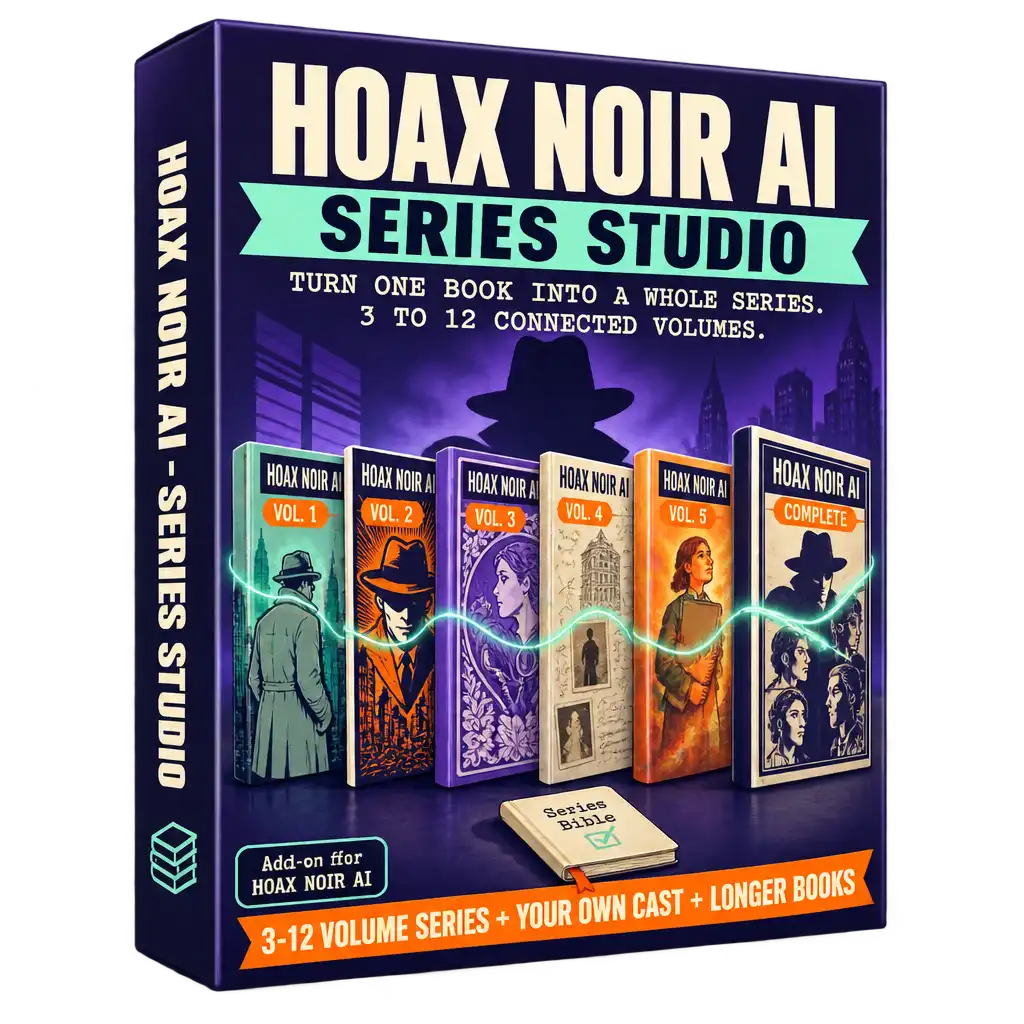 HOAX NOIR AI
SERIES STUDIO
TURN ONE BOOK INTO A WHOLE SERIES.
3 TO 12 CONNECTED VOLUMES.
HOAX NOIR AI - SERIES STUDIO
HOAX NOIR AI
VOL. 1
HOAX NOIR AI
VOL. 2
HOAX NOIR AI
VOL. 3
HOAX NOIR AI
VOL. 4
HOAX NOIR AI
VOL. 5
HOAX NOIR AI
COMPLETE
Series
Bible
Add-on ffor
HOAX NOIR AI
3-12 VOLUME SERIES + YOUR OWN CAST + LONGER BOOKS